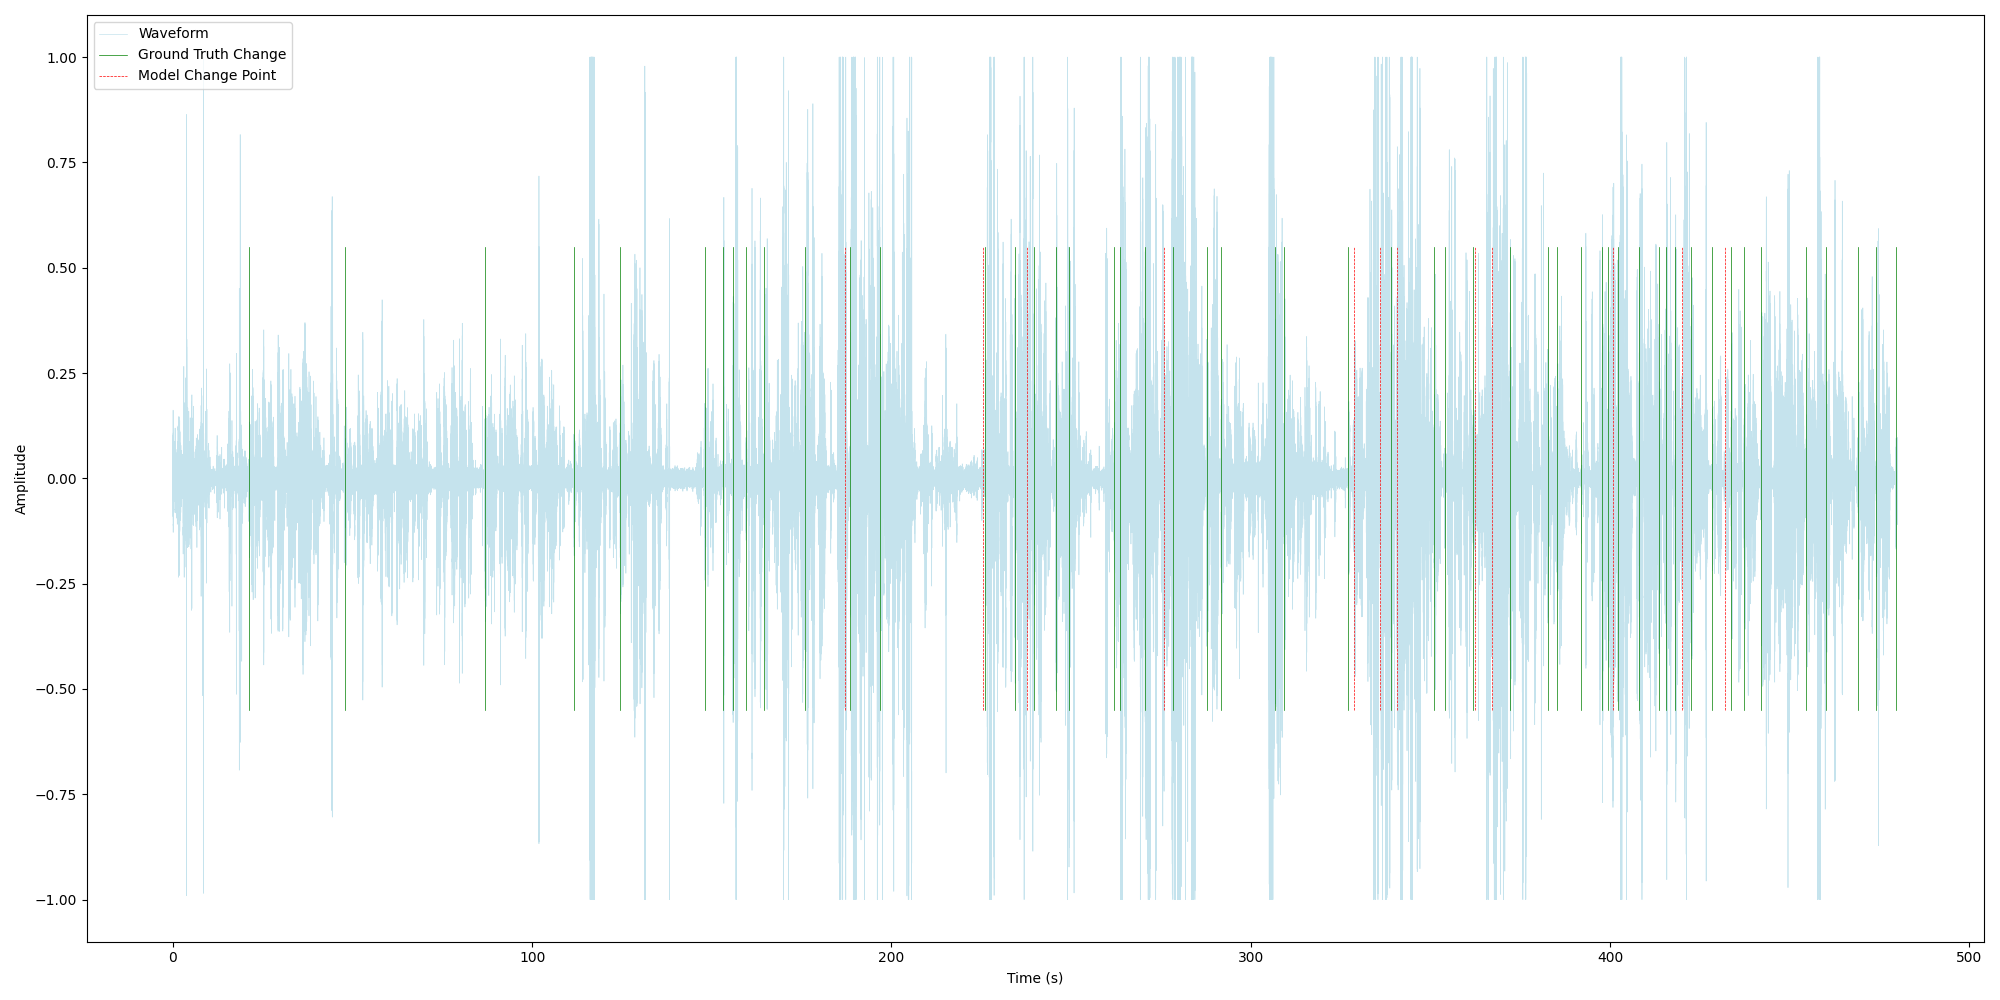 Waveform
Ground Truth Change
Model Change Point
1.00
0.75
0.50
0.25
0.00
−0.25
−0.50
−0.75
−1.00
Amplitude
0 100 200 300 400 500
Time (s)